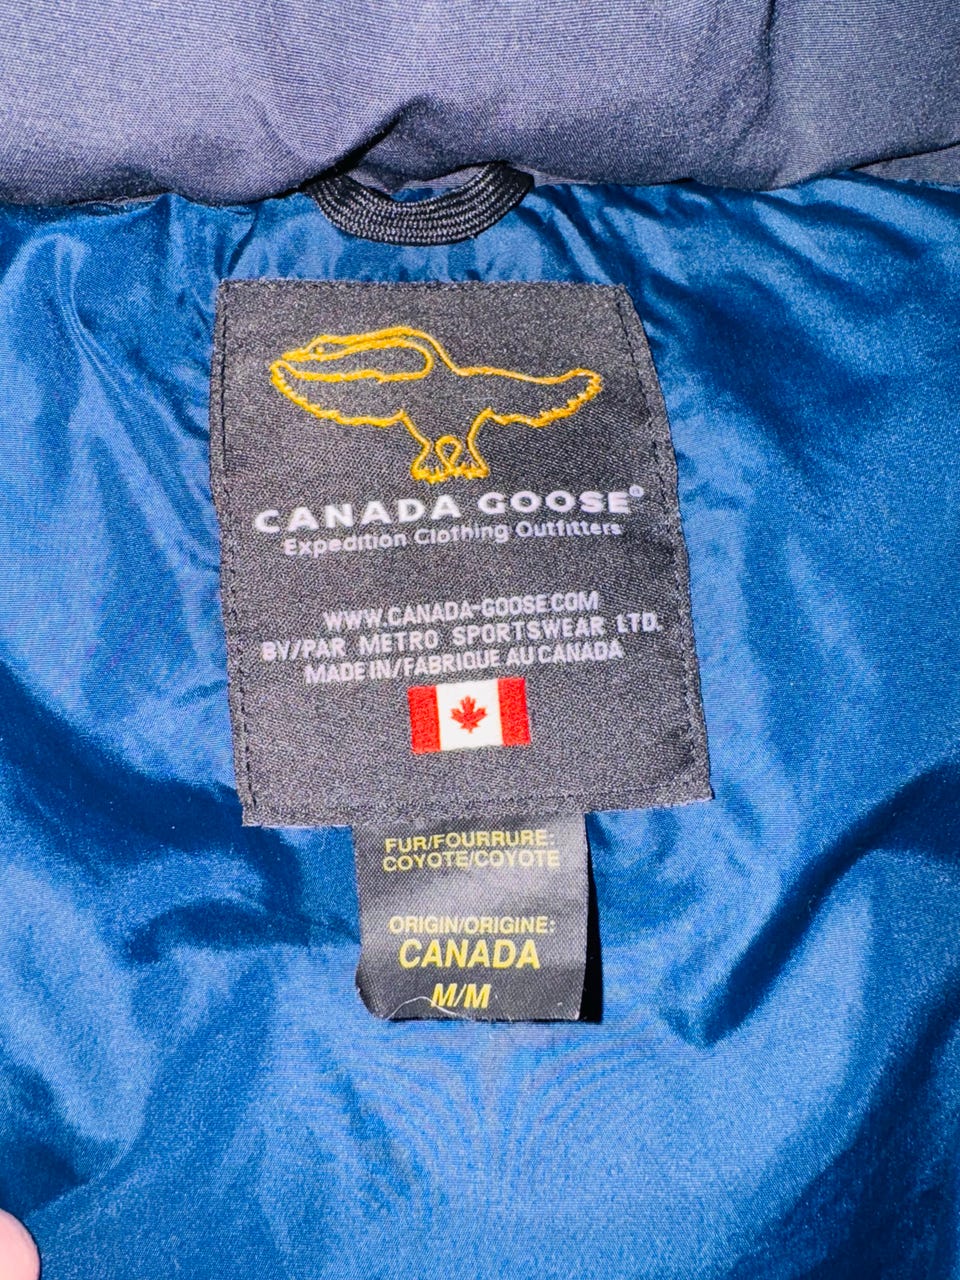 CANADA GOOSE®
Expedition Clothing Outfitters
WWW.CANADA-GOOSE.COM
BY/PAR METRO SPORTSWEAR LTD.
MADE IN/FABRIQUE AU CANADA
FUR/FOURRURE:
COYOTE/COYOTE
ORIGIN/ORIGINE:
CANADA
M/M